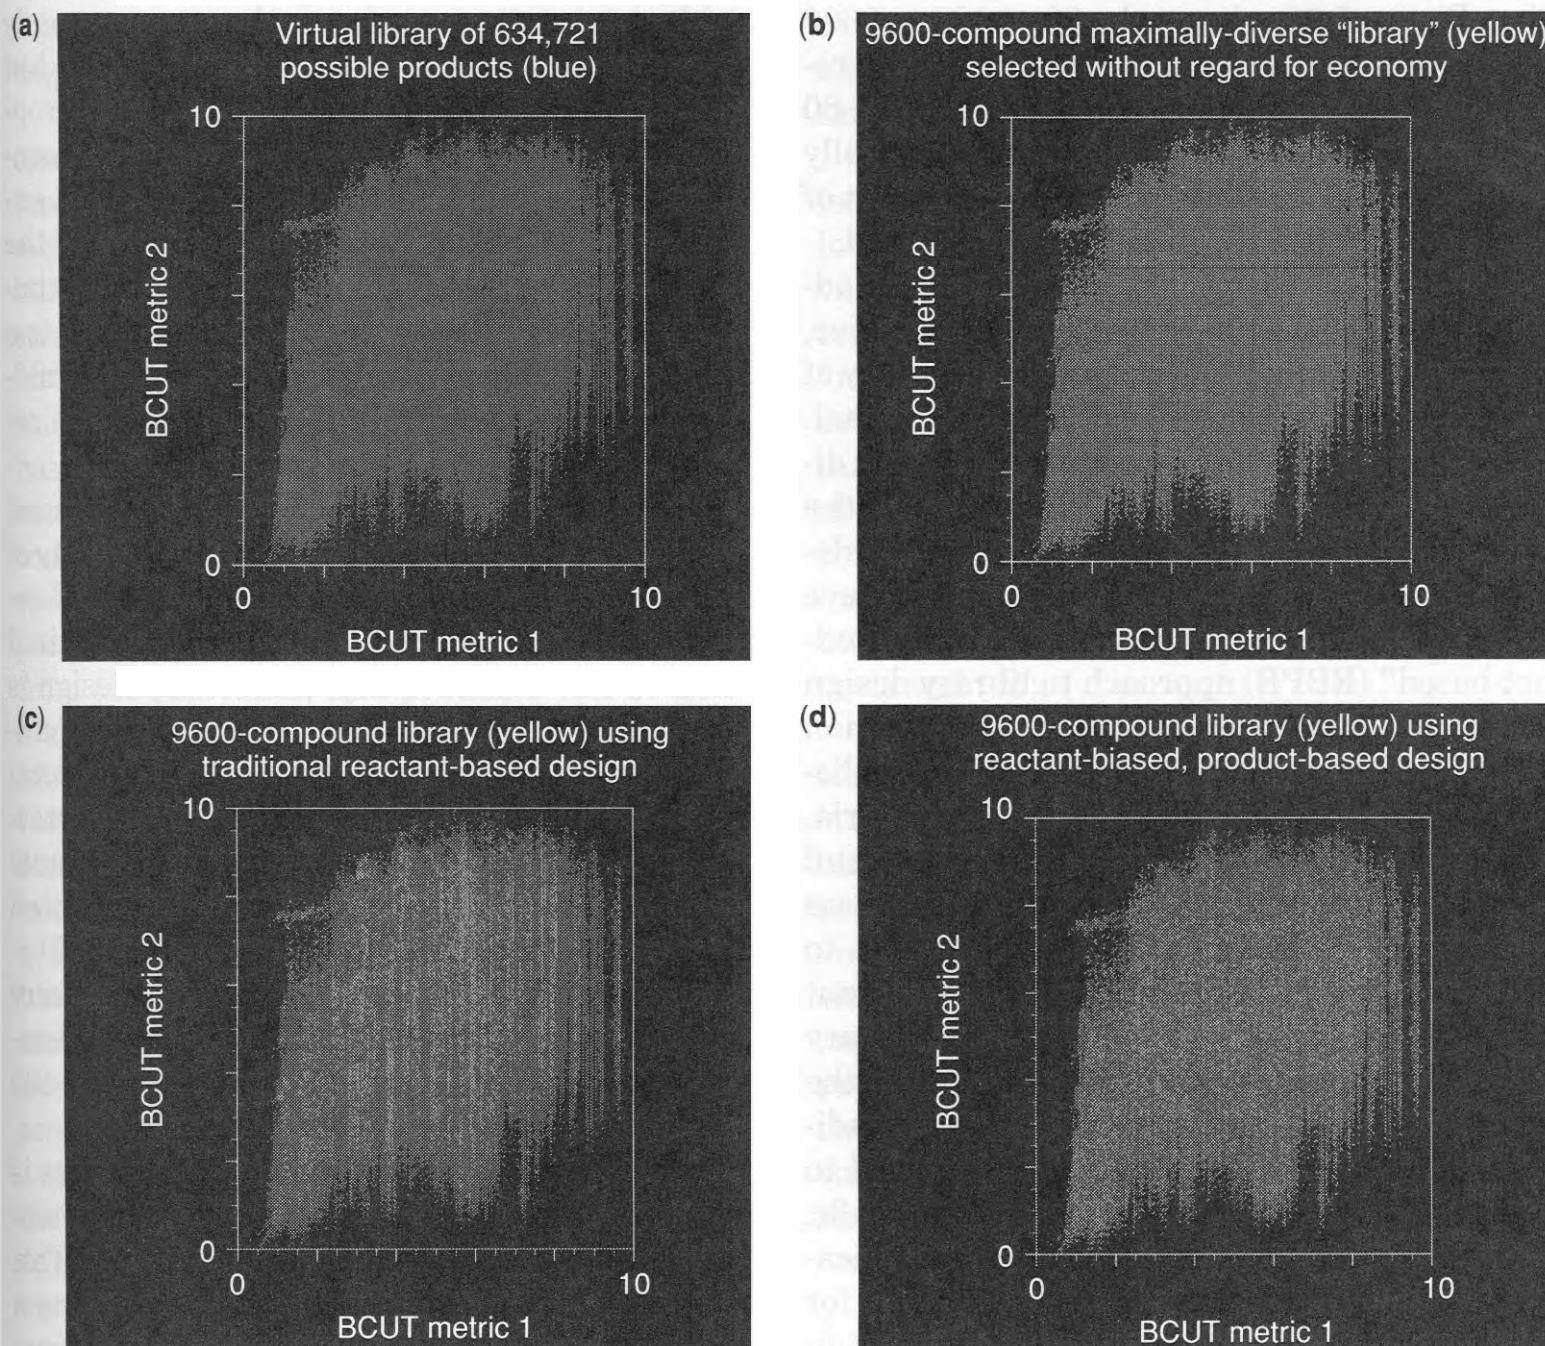 (a)
Virtual library of 634,721
possible products (blue)
10
BCUT metric 2
0
0
10
BCUT metric 1
(b)
9600-compound maximally-diverse “library” (yellow)
selected without regard for economy
10
BCUT metric 2
0
0
10
BCUT metric 1
(c)
9600-compound library (yellow) using
traditional reactant-based design
10
BCUT metric 2
0
0
10
BCUT metric 1
(d)
9600-compound library (yellow) using
reactant-biased, product-based design
10
BCUT metric 2
0
0
10
BCUT metric 1